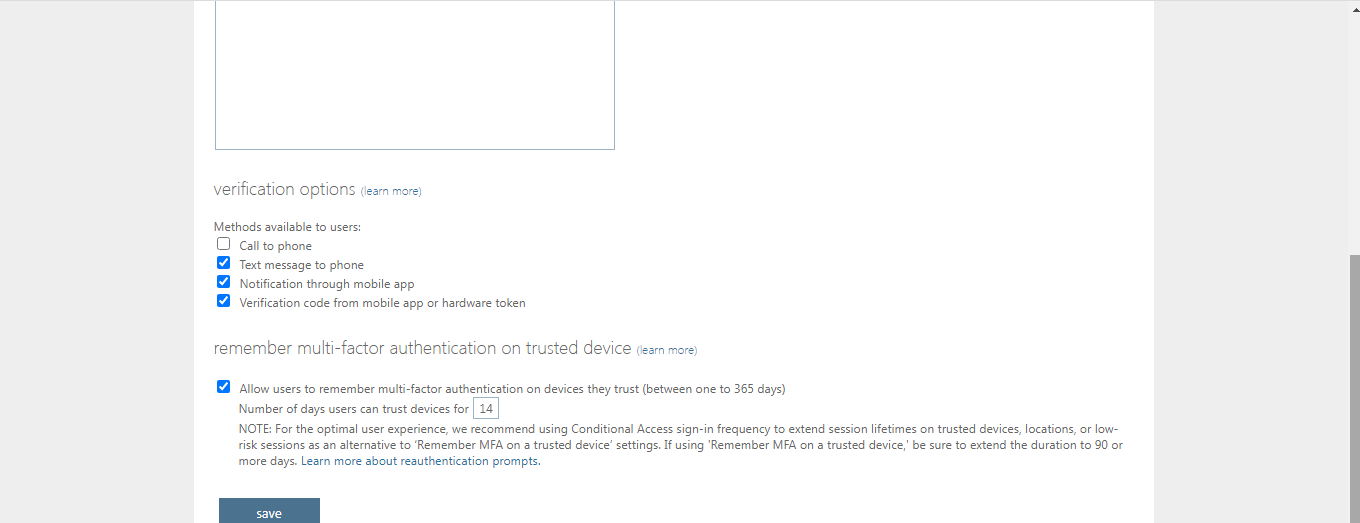 verification options (learn more)
Methods available to users:
Call to phone
Text message to phone
Notification through mobile app
Verification code from mobile app or hardware token
remember multi-factor authentication on trusted device (learn more)
Allow users to remember multi-factor authentication on devices they trust (between one to 365 days)
Number of days users can trust devices for 14
NOTE: For the optimal user experience, we recommend using Conditional Access sign-in frequency to extend session lifetimes on trusted devices, locations, or low-
risk sessions as an alternative to 'Remember MFA on a trusted device' settings. If using 'Remember MFA on a trusted device,' be sure to extend the duration to 90 or
more days. Learn more about reauthentication prompts.
save